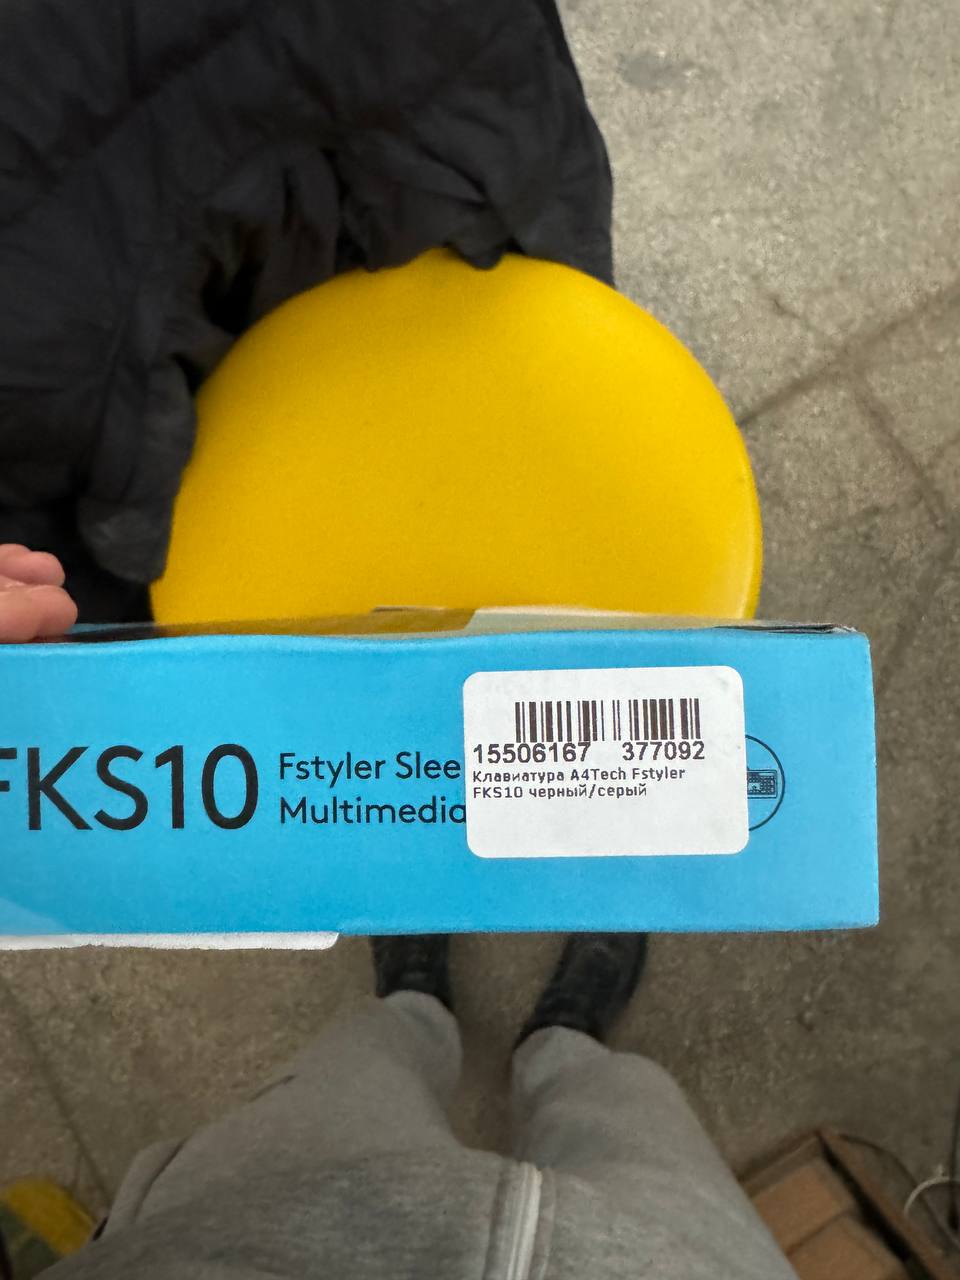 FKS10
Fstyler Slee
Multimedia
15506167 377092
Клавиатура A4Tech Fstyler
FKS10 черный/серый